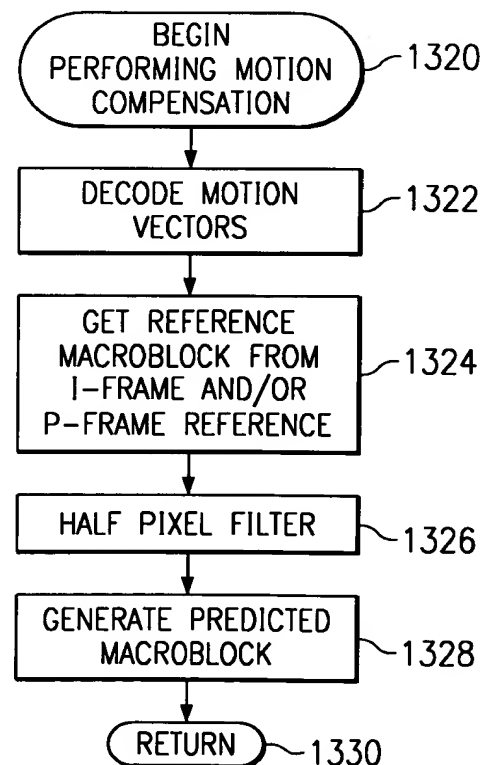 BEGIN
PERFORMING MOTION
COMPENSATION
1320
DECODE MOTION
VECTORS
1322
GET REFERENCE
MACROBLOCK FROM
I-FRAME AND/OR
P-FRAME REFERENCE
1324
HALF PIXEL FILTER
1326
GENERATE PREDICTED
MACROBLOCK
1328
RETURN
1330